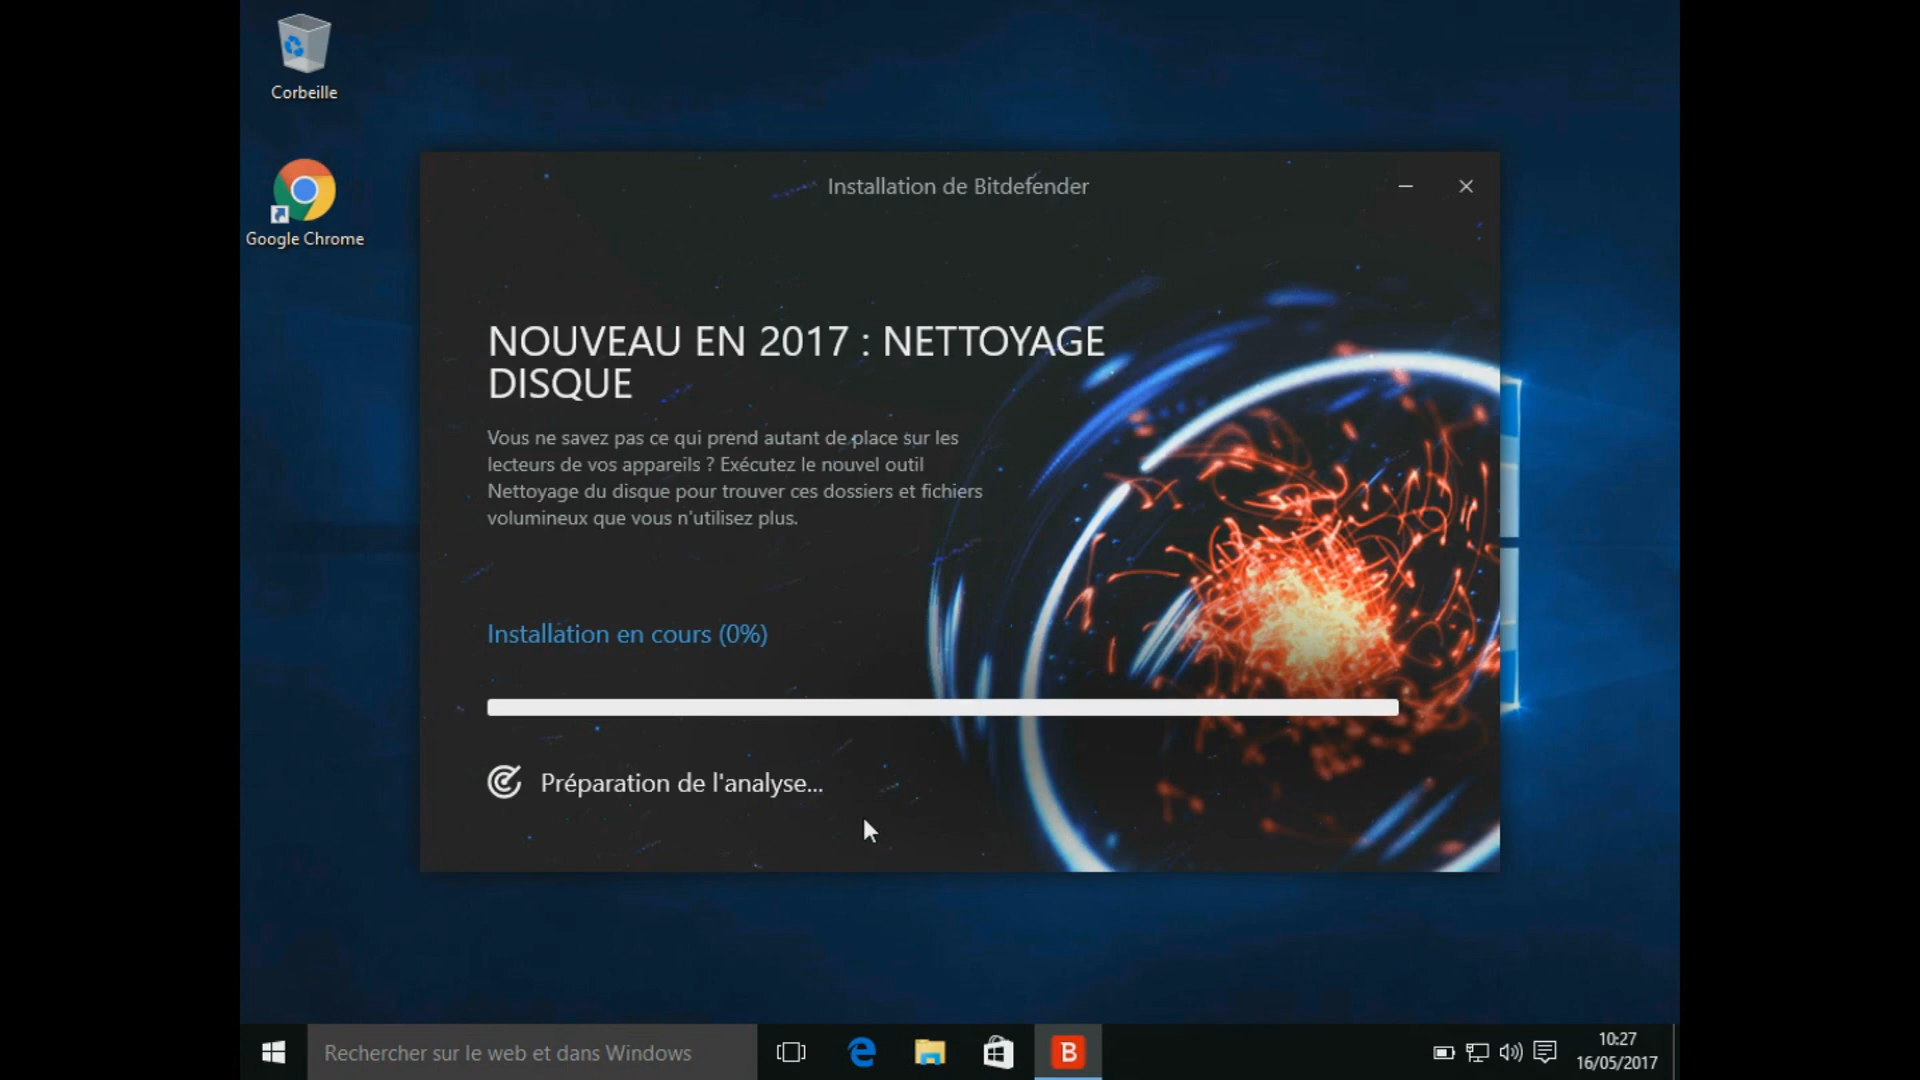 Corbeille
Google Chrome
Installation de Bitdefender
NOUVEAU EN 2017 : NETTOYAGE
DISQUE
Vous ne savez pas ce qui prend autant de place sur les
lecteurs de vos appareils ? Exécutez le nouvel outil
Nettoyage du disque pour trouver ces dossiers et fichiers
volumineux que vous n'utilisez plus.
Installation en cours (0%)
Préparation de l'analyse...
Rechercher sur le web et dans Windows
B
10:27
16/05/2017